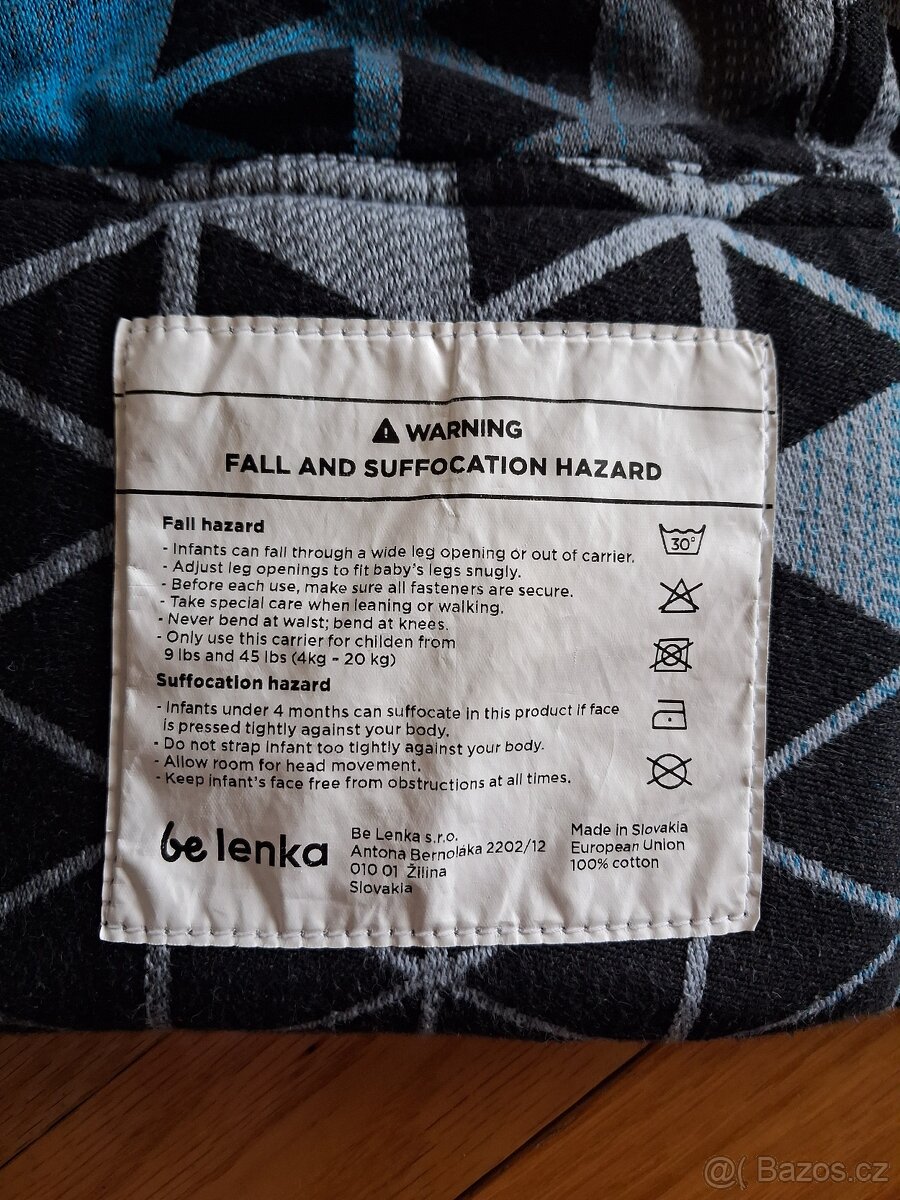 WARNING
FALL AND SUFFOCATION HAZARD
Fall hazard
- Infants can fall through a wide leg opening or out of carrier.
- Adjust leg openings to fit baby's legs snugly.
- Before each use, make sure all fasteners are secure.
- Take special care when leaning or walking.
- Never bend at waist; bend at knees.
- Only use this carrier for childen from
9 lbs and 45 lbs (4kg - 20 kg)
Suffocation hazard
- Infants under 4 months can suffocate in this product if face
is pressed tightly against your body.
- Do not strap infant too tightly against your body.
- Allow room for head movement.
- Keep infant's face free from obstructions at all times.
30°
be lenka
Be Lenka s.r.o.
Antona Bernoláka 2202/12
010 01 Žilina
Slovakia
Made in Slovakia
European Union
100% cotton
@( Bazos.cz